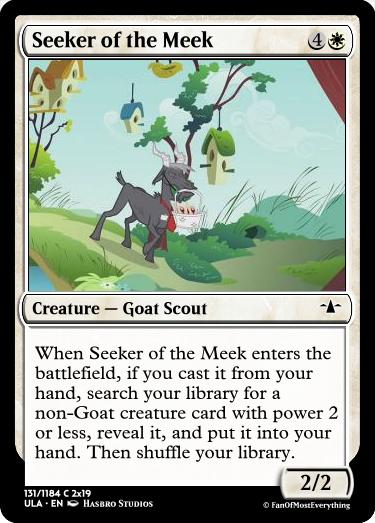 Seeker of the Meek 4
Creature — Goat Scout
When Seeker of the Meek enters the
battlefield, if you cast it from your
hand, search your library for a
non-Goat creature card with power 2
or less, reveal it, and put it into your
hand. Then shuffle your library.
2/2
131/1184 C 2x19
ULA • EN Hasbro Studios © FanOfMostEverything